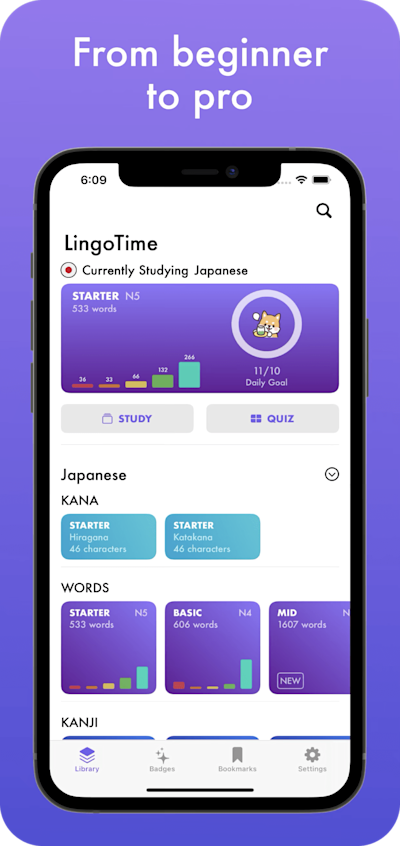 From beginner
to pro
6:09
LingoTime
Currently Studying Japanese
STARTER N5
533 words
36
33
66
132
266
11/10
Daily Goal
STUDY
QUIZ
Japanese
KANA
STARTER
Hiragana
46 characters
STARTER
Katakana
46 characters
WORDS
STARTER N5
533 words
BASIC N4
606 words
MID N
1607 words
NEW
KANJI
Library
Badges
Bookmarks
Settings